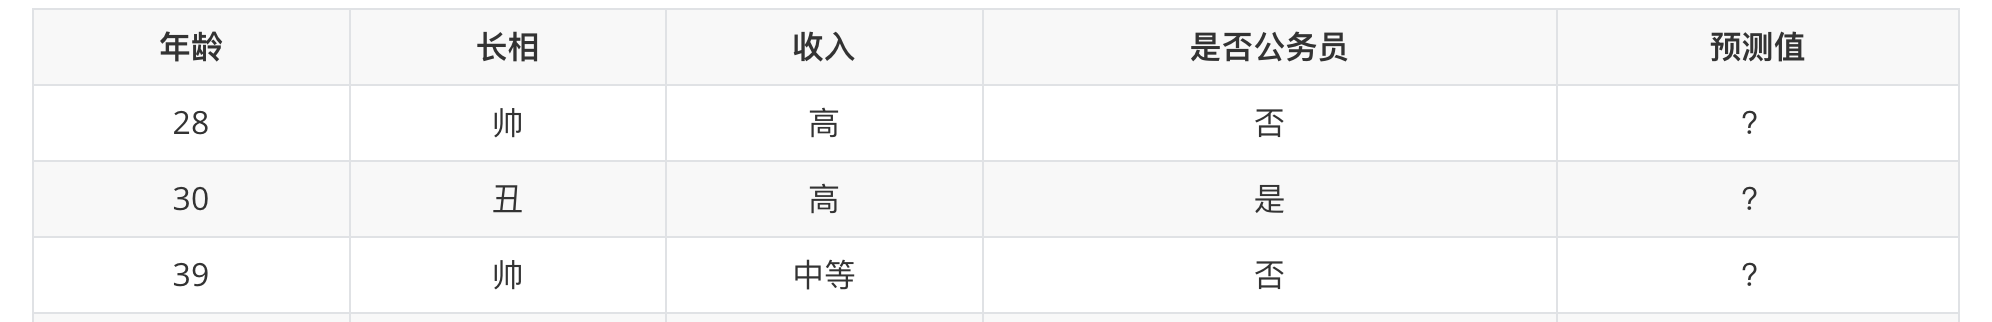 年龄 长相 收入 是否公务员 预测值
28 帅 高 否 ?
30 丑 高 是 ?
39 帅 中等 否 ?